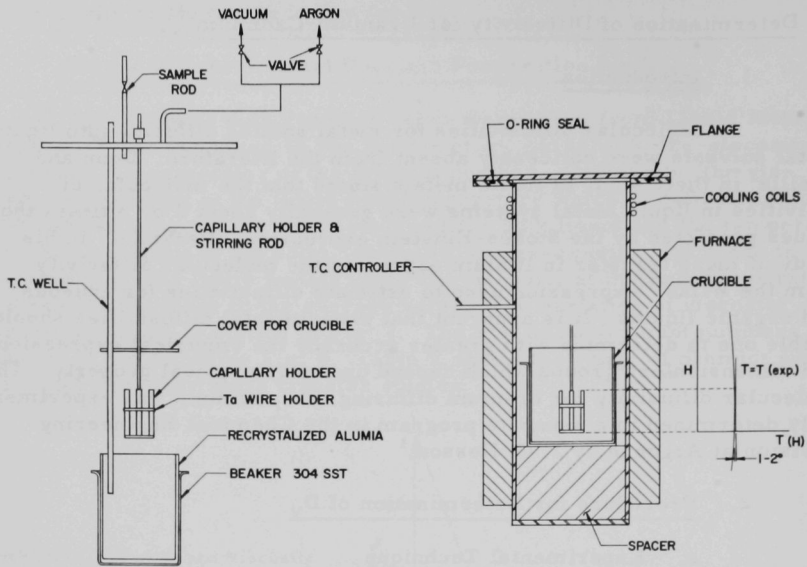 VACUUM ARGON
VALVE
SAMPLE
ROD
CAPILLARY HOLDER &
STIRRING ROD
T.C. WELL
COVER FOR CRUCIBLE
CAPILLARY HOLDER
Ta WIRE HOLDER
RECRYSTALIZED ALUMIA
BEAKER 304 SST
O-RING SEAL
FLANGE
COOLING COILS
T.C. CONTROLLER
FURNACE
CRUCIBLE
H
T=T (exp.)
T (H)
1-2°
SPACER